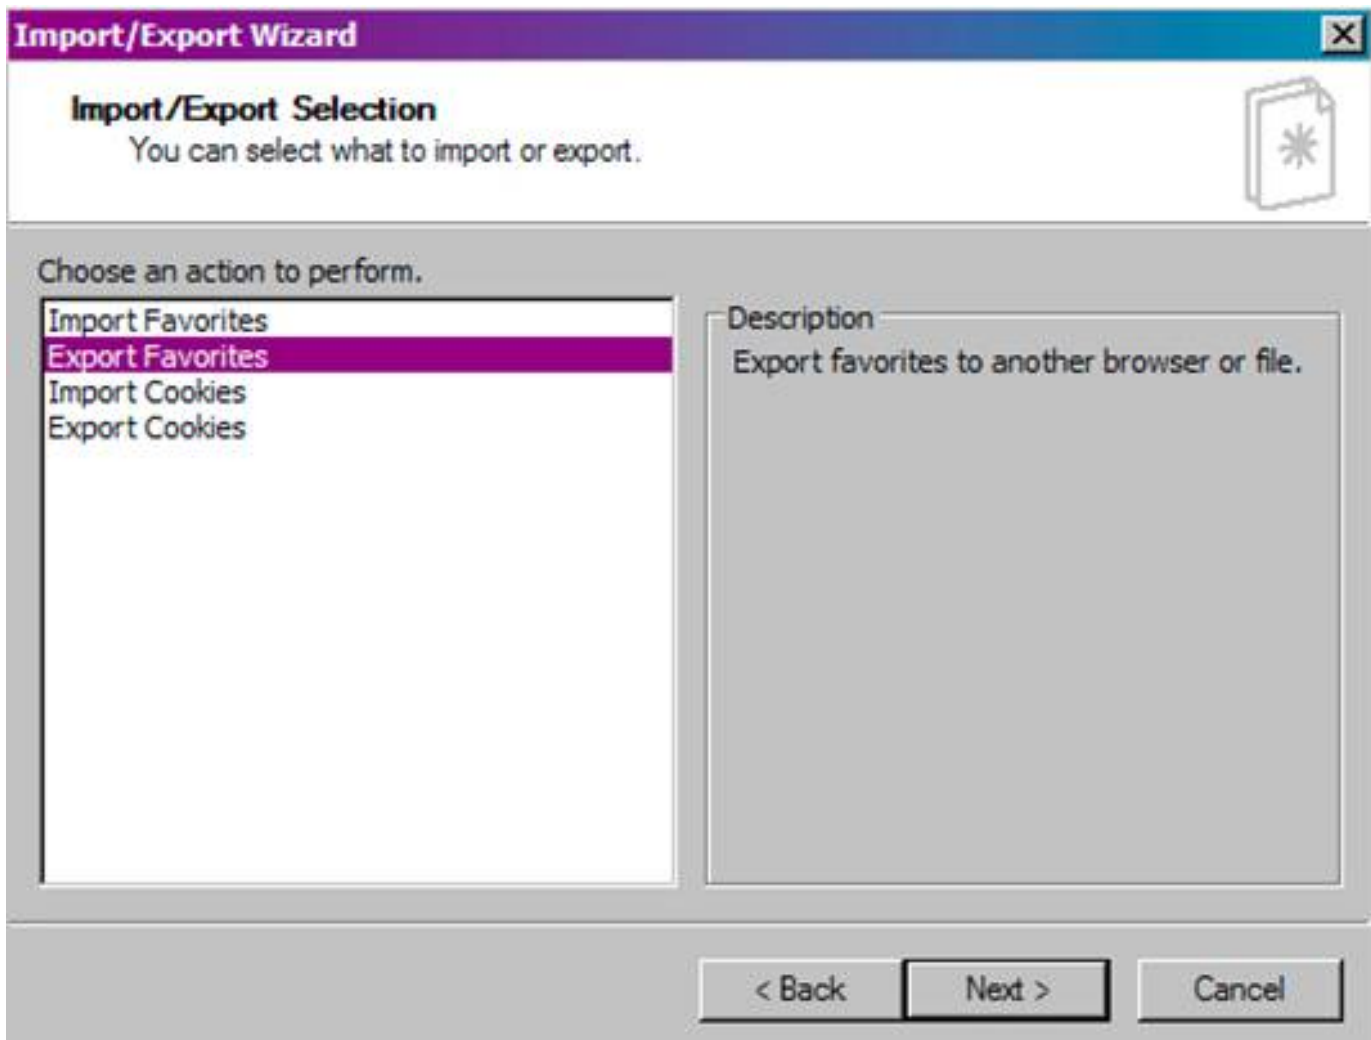 Import/Export Wizard
Import/Export Selection
You can select what to import or export.
Choose an action to perform.
Import Favorites
Export Favorites
Import Cookies
Export Cookies
Description
Export favorites to another browser or file.
< Back
Next >
Cancel